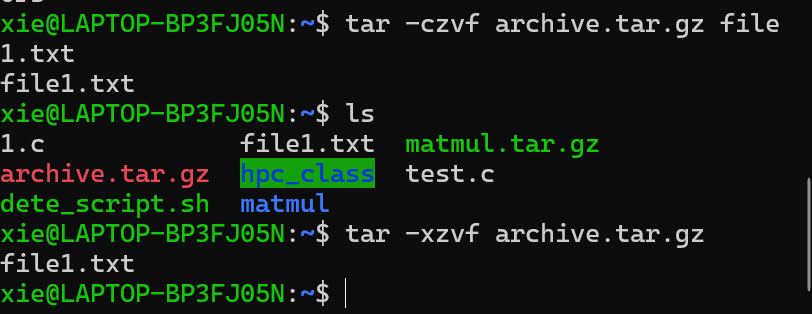 xie@LAPTOP-BP3FJ05N:~$ tar -czvf archive.tar.gz file
1.txt
file1.txt
xie@LAPTOP-BP3FJ05N:~$ ls
1.c file1.txt matmul.tar.gz
archive.tar.gz hpc_class test.c
dete_script.sh matmul
xie@LAPTOP-BP3FJ05N:~$ tar -xzvf archive.tar.gz
file1.txt
xie@LAPTOP-BP3FJ05N:~$